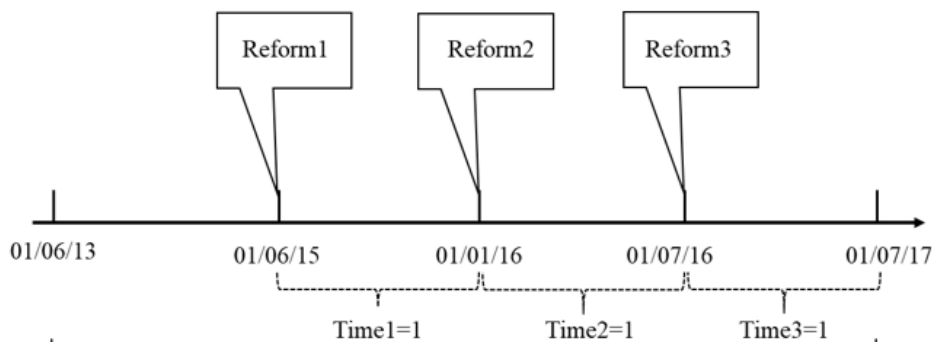 Reform1 Reform2 Reform3
01/06/13 01/06/15 01/01/16 01/07/16 01/07/17
Time1=1 Time2=1 Time3=1